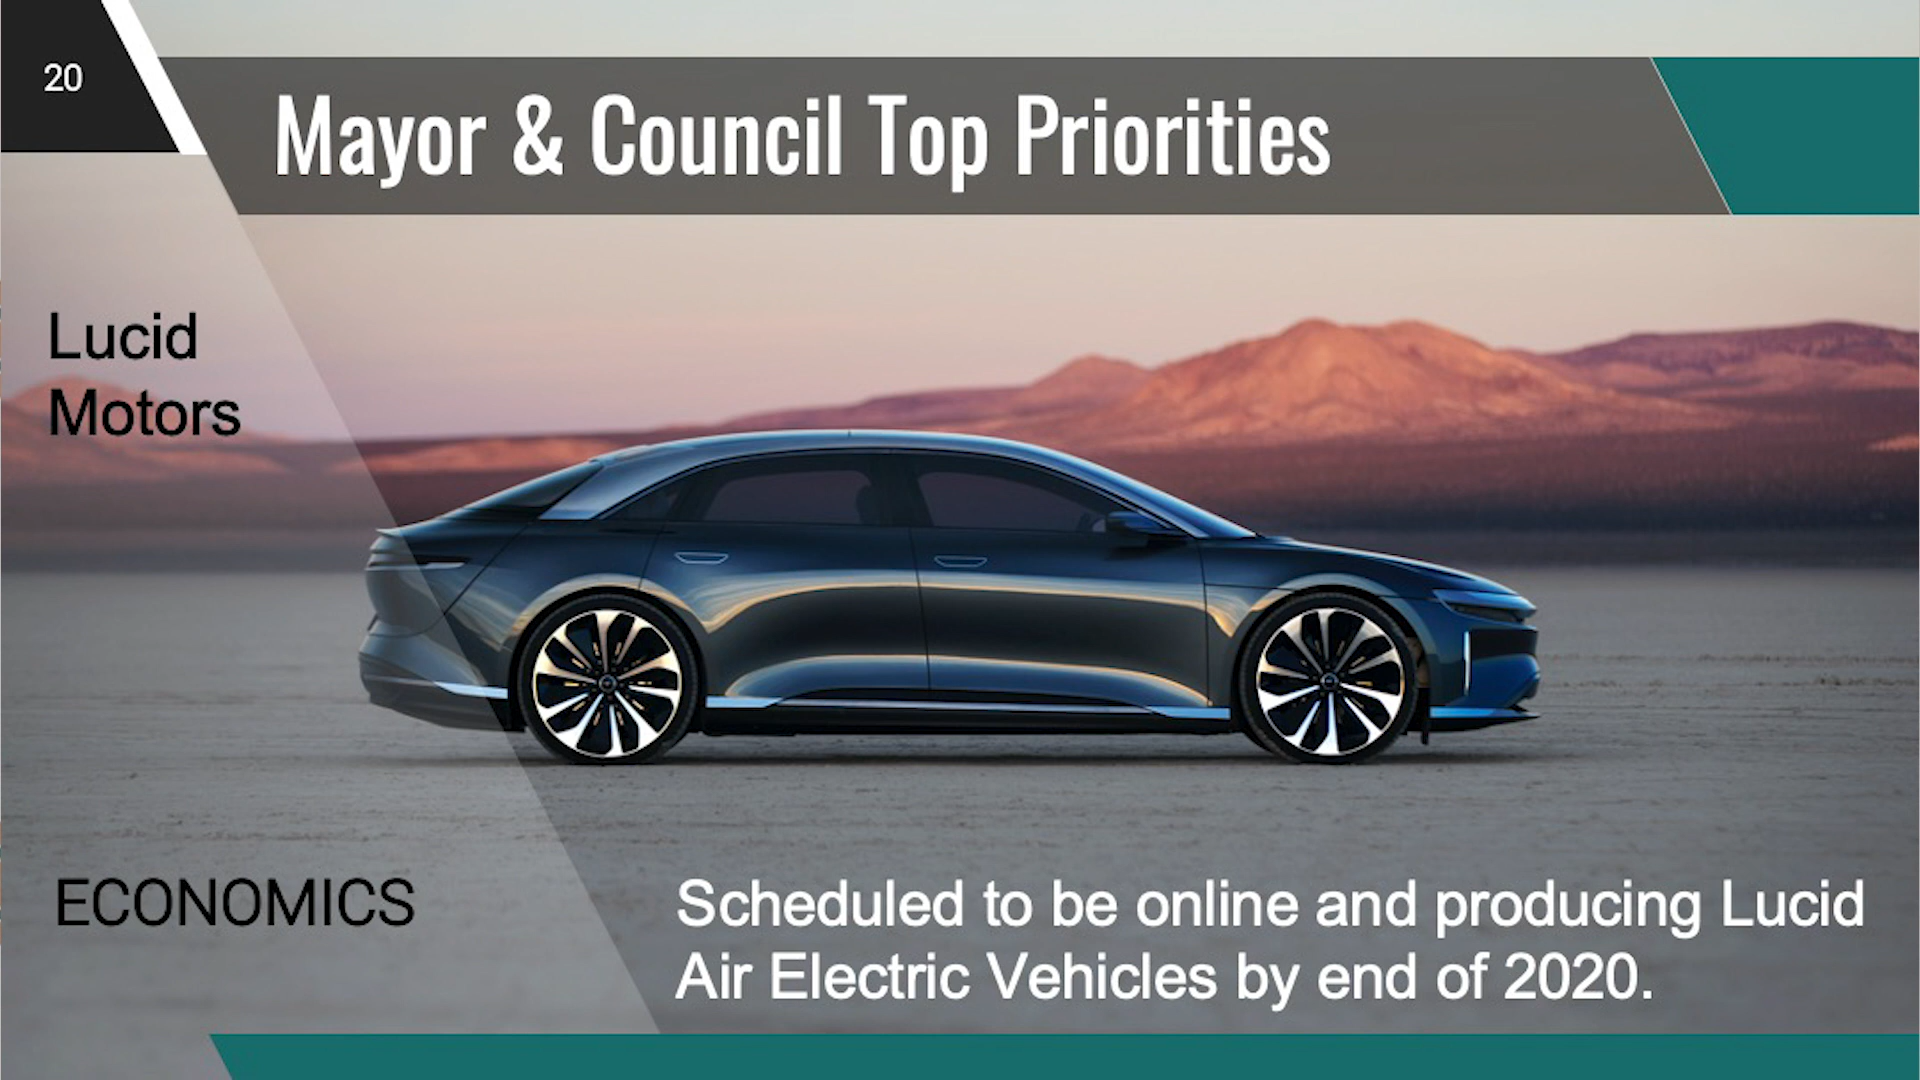 20
Mayor & Council Top Priorities
Lucid
Motors
ECONOMICS
Scheduled to be online and producing Lucid
Air Electric Vehicles by end of 2020.